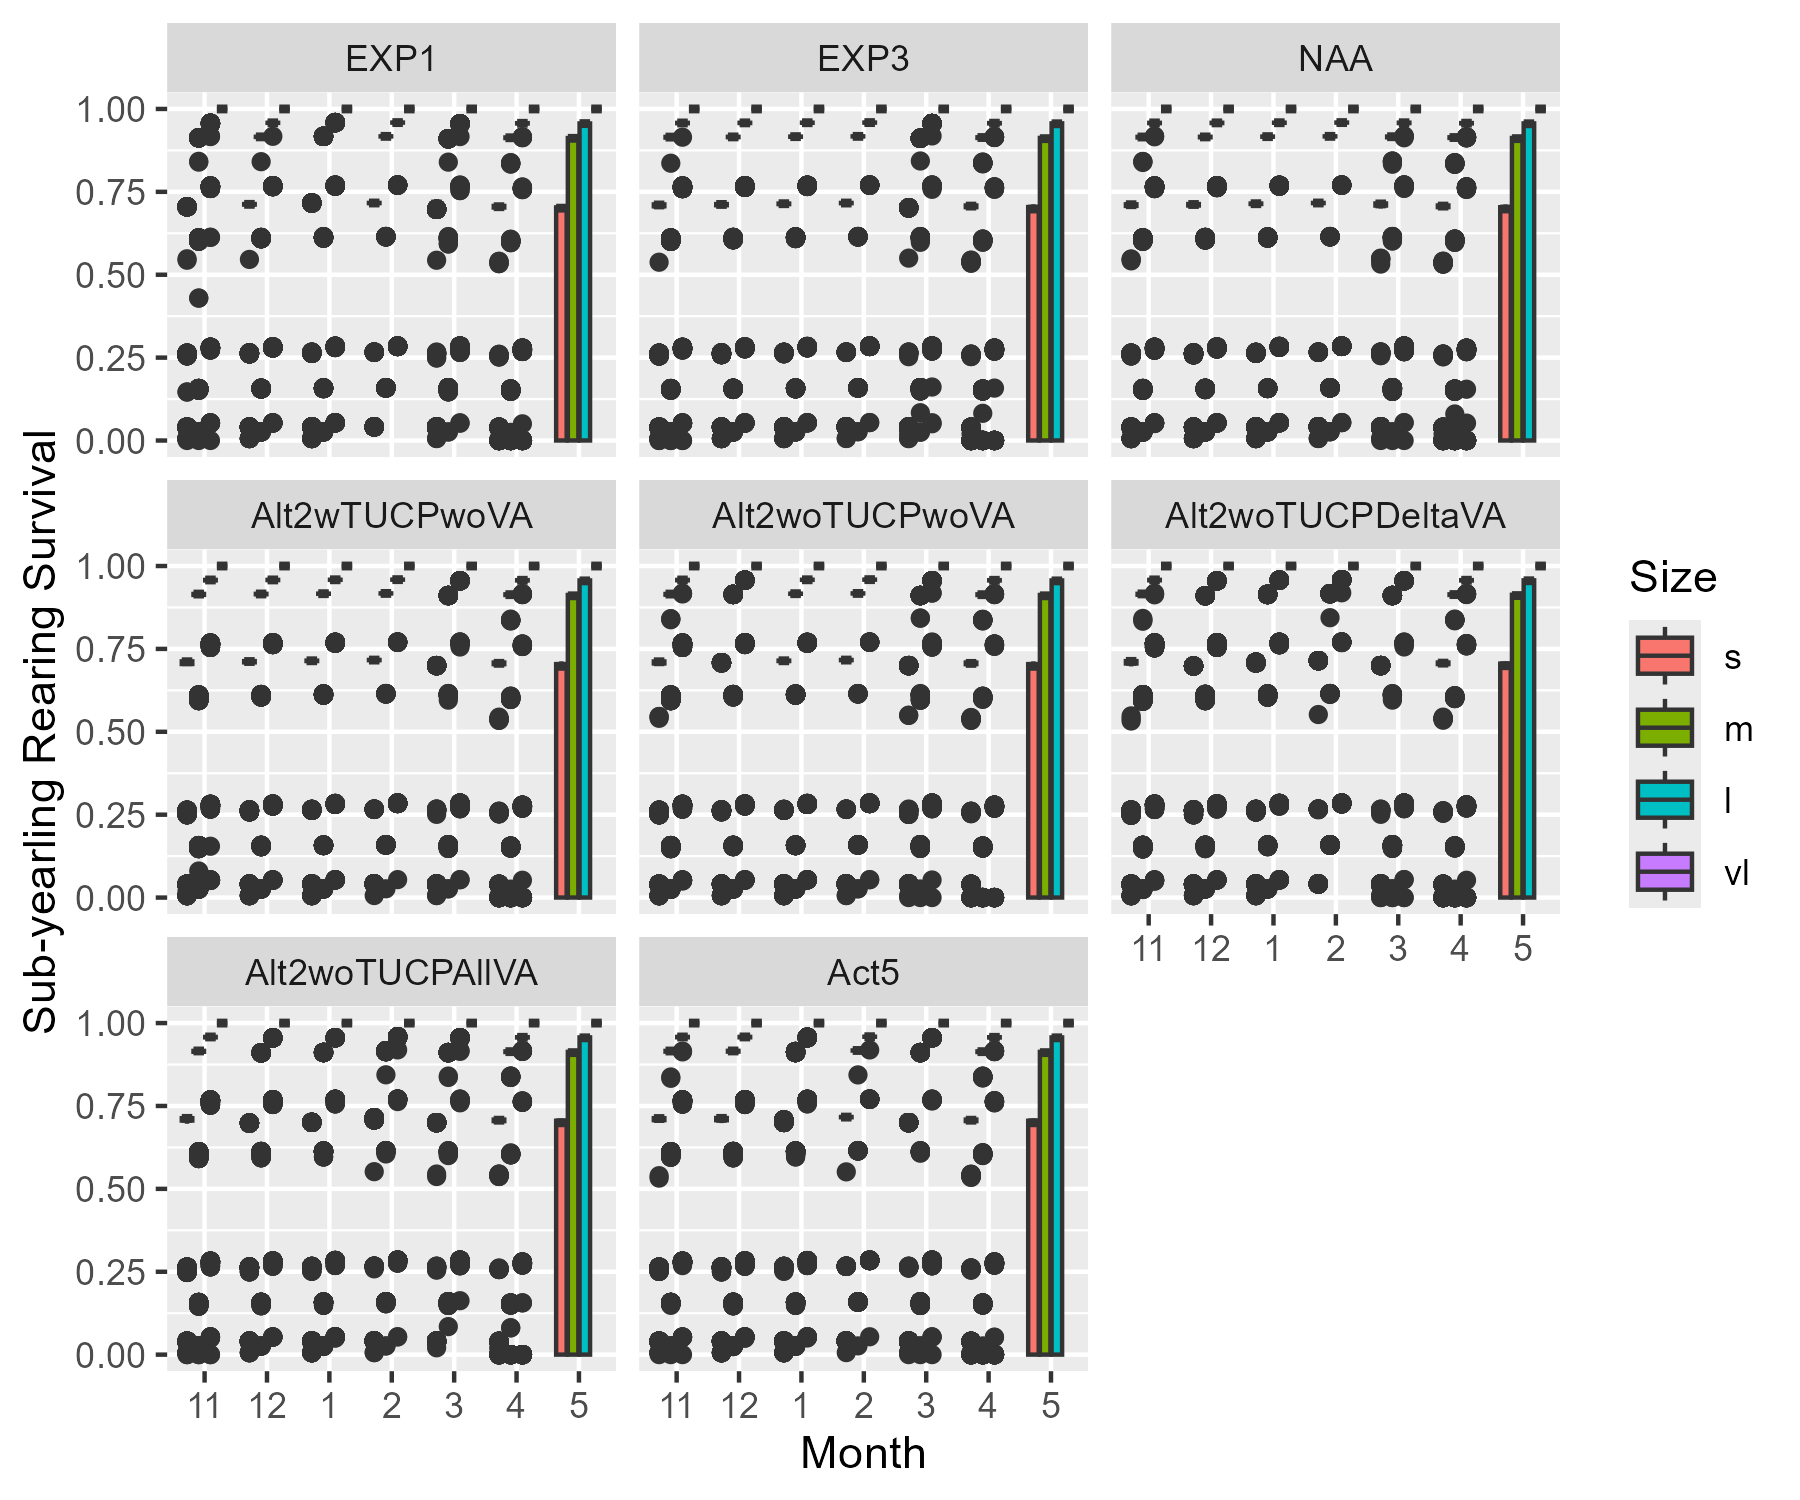 EXP1
EXP3
NAA
1.00
0.75
0.50
0.25
0.00
Alt2wTUCPwoVA
Alt2woTUCPwoVA
Alt2woTUCPDeltaVA
1.00
0.75
0.50
0.25
0.00
11 12 1 2 3 4 5
Alt2woTUCPAllVA
Act5
1.00
0.75
0.50
0.25
0.00
11 12 1 2 3 4 5
11 12 1 2 3 4 5
Month
Sub-yearling Rearing Survival
Size
s
m
l
vl